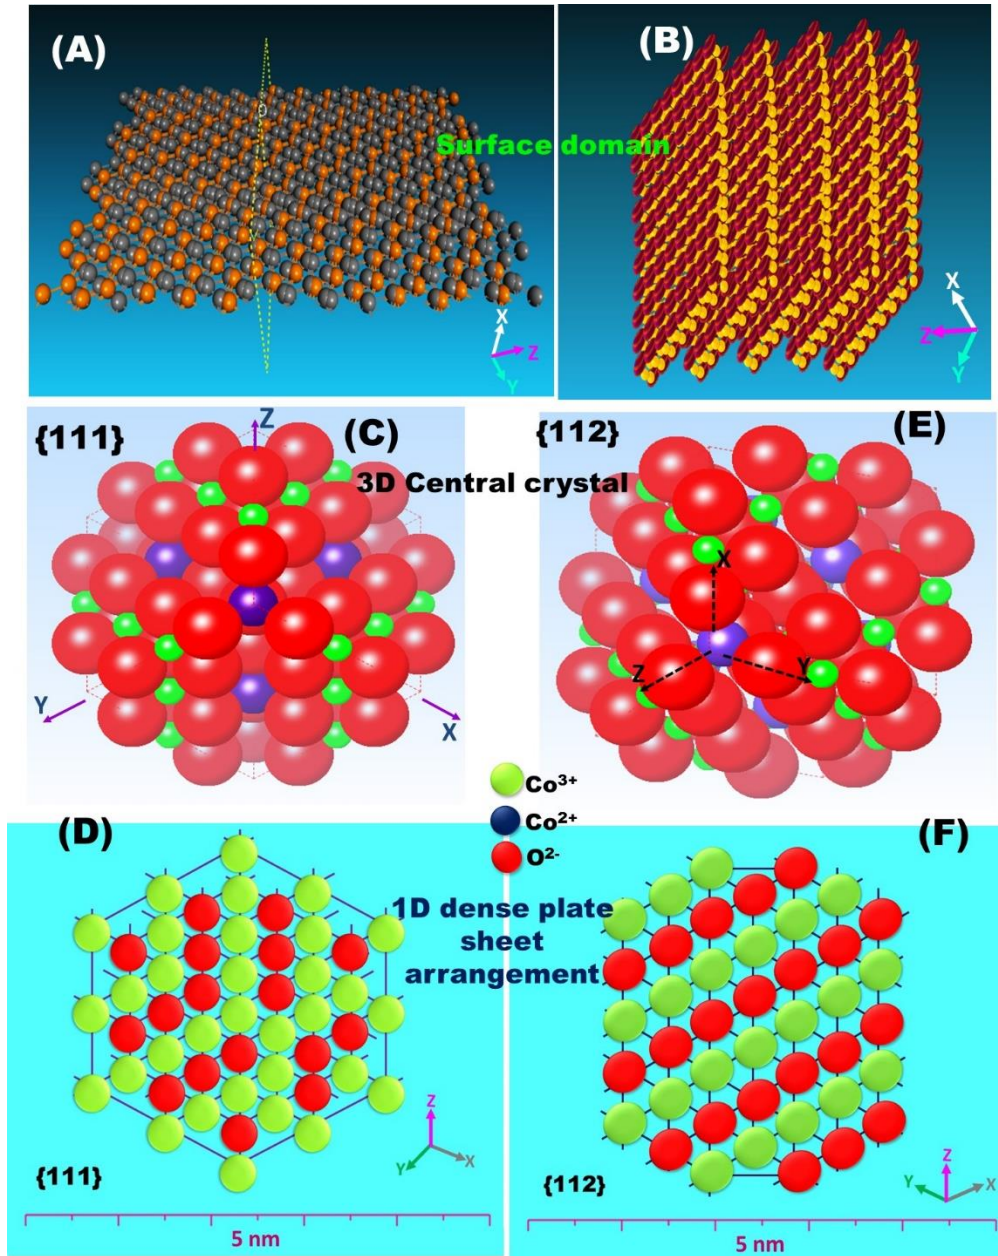 (A)
(B)
Surface domain
X
Z
Y
X
Z
Y
{111}
Z
(C)
{112}
(E)
3D Central crystal
X
Z
Y
Y
X
Co³⁺
Co²⁺
O²⁻
(D)
(F)
1D dense plate
sheet
arrangement
Z
Y
X
{111}
Z
Y
X
{112}
5 nm
5 nm